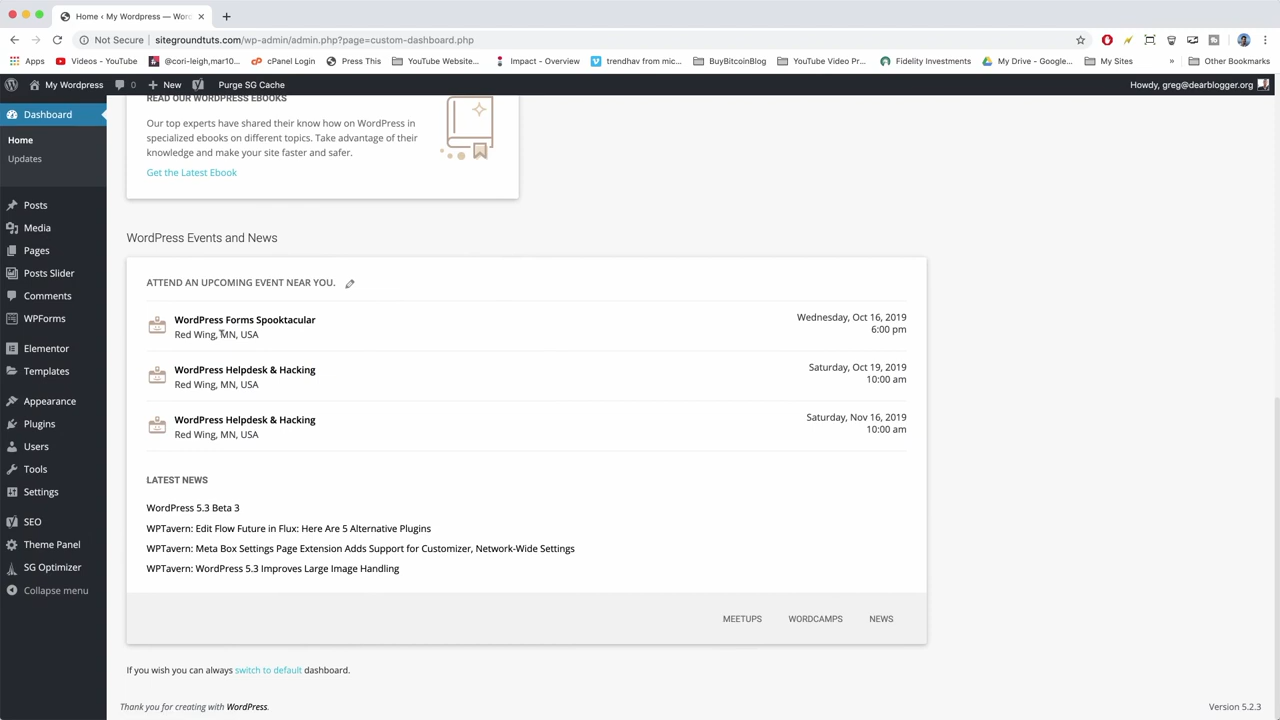 Home ‹ My Wordpress — Wor
Not Secure
sitegroundtuts.com/wp-admin/admin.php?page=custom-dashboard.php
Apps
Videos - YouTube
@cori-leigh,mar10...
cPanel Login
Press This
YouTube Website...
Impact - Overview
trendhav from mic...
BuyBitcoinBlog
YouTube Video Pro...
Fidelity Investments
My Drive - Google...
My Sites
»
Other Bookmarks
My Wordpress
0
New
Purge SG Cache
Howdy, greg@dearblogger.org
Dashboard
Home
Updates
Posts
Media
Pages
Posts Slider
Comments
WPForms
Elementor
Templates
Appearance
Plugins
Users
Tools
Settings
SEO
Theme Panel
SG Optimizer
Collapse menu
READ OUR WORDPRESS EBOOKS
Our top experts have shared their know how on WordPress in
specialized ebooks on different topics. Take advantage of their
knowledge and make your site faster and safer.
Get the Latest Ebook
WordPress Events and News
ATTEND AN UPCOMING EVENT NEAR YOU.
WordPress Forms Spooktacular
Red Wing, MN, USA
Wednesday, Oct 16, 2019
6:00 pm
WordPress Helpdesk & Hacking
Red Wing, MN, USA
Saturday, Oct 19, 2019
10:00 am
WordPress Helpdesk & Hacking
Red Wing, MN, USA
Saturday, Nov 16, 2019
10:00 am
LATEST NEWS
WordPress 5.3 Beta 3
WPTavern: Edit Flow Future in Flux: Here Are 5 Alternative Plugins
WPTavern: Meta Box Settings Page Extension Adds Support for Customizer, Network-Wide Settings
WPTavern: WordPress 5.3 Improves Large Image Handling
MEETUPS
WORDCAMPS
NEWS
If you wish you can always switch to default dashboard.
Thank you for creating with WordPress.
Version 5.2.3